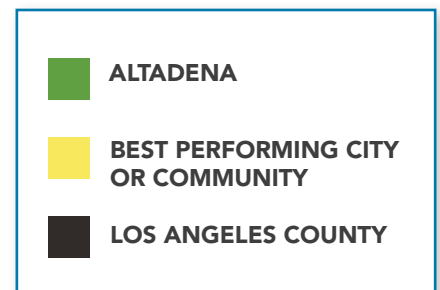 ALTADENA
BEST PERFORMING CITY
OR COMMUNITY
LOS ANGELES COUNTY